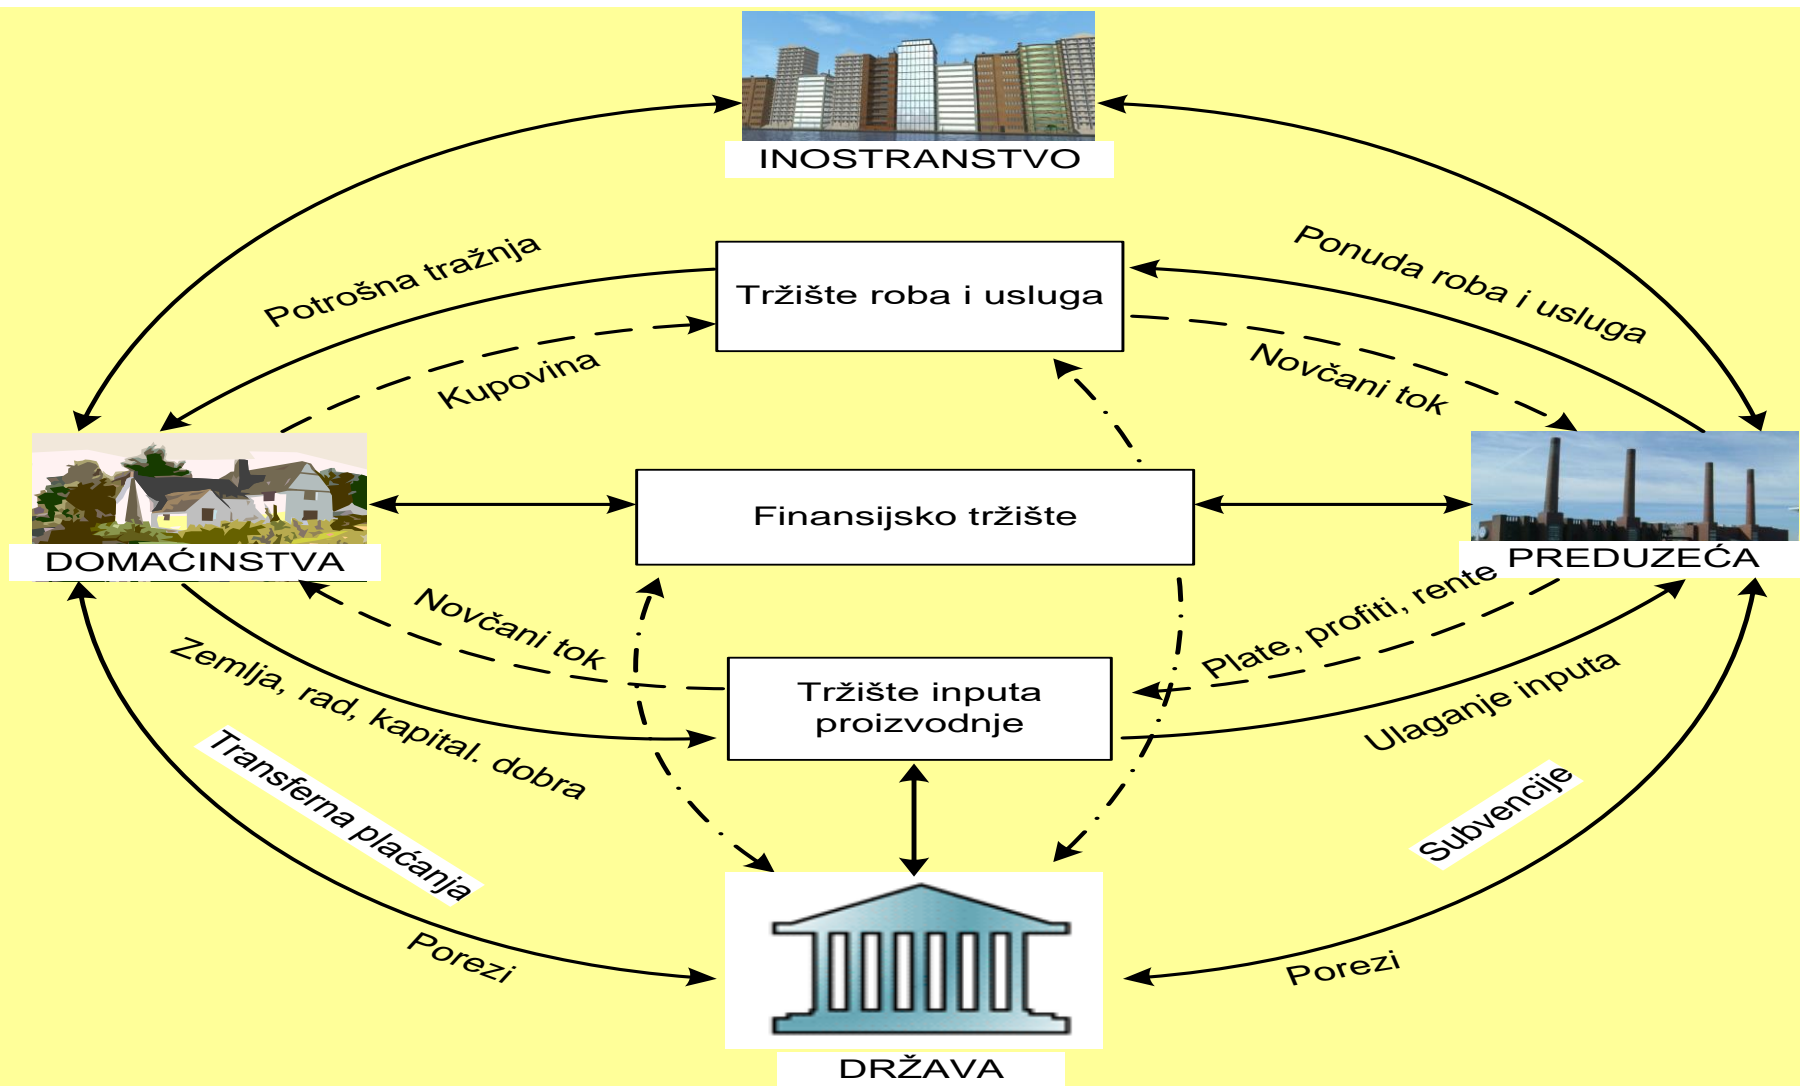 INOSTRANSTVO
Potrošna tražnja
Tržište roba i usluga
Ponuda roba i usluga
Kupovina
Novčani tok
Finansijsko tržište
DOMAĆINSTVA
PREDUZEĆA
Novčani tok
Plate, profiti, rente
Zemlja, rad, kapital. dobra
Tržište inputa
proizvodnje
Ulaganje inputa
Transferna plaćanja
Subvencije
Porezi
Porezi
DRŽAVA